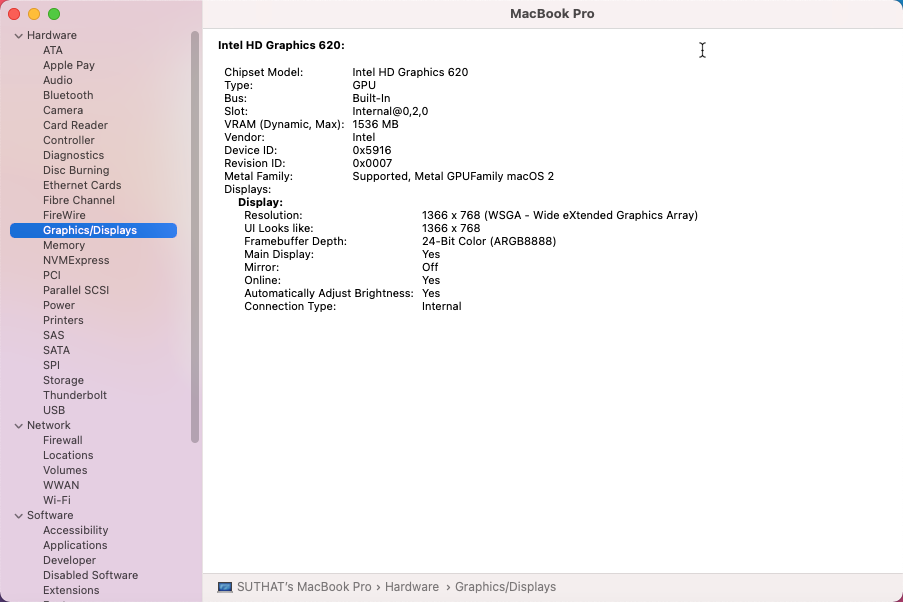 MacBook Pro
Hardware
ATA
Apple Pay
Audio
Bluetooth
Camera
Card Reader
Controller
Diagnostics
Disc Burning
Ethernet Cards
Fibre Channel
FireWire
Graphics/Displays
Memory
NVMExpress
PCI
Parallel SCSI
Power
Printers
SAS
SATA
SPI
Storage
Thunderbolt
USB
Network
Firewall
Locations
Volumes
WWAN
Wi-Fi
Software
Accessibility
Applications
Developer
Disabled Software
Extensions
Intel HD Graphics 620:
Chipset Model: Intel HD Graphics 620
Type: GPU
Bus: Built-In
Slot: Internal@0,2,0
VRAM (Dynamic, Max): 1536 MB
Vendor: Intel
Device ID: 0x5916
Revision ID: 0x0007
Metal Family: Supported, Metal GPUFamily macOS 2
Displays:
Display:
Resolution: 1366 x 768 (WSGA - Wide eXtended Graphics Array)
UI Looks like: 1366 x 768
Framebuffer Depth: 24-Bit Color (ARGB8888)
Main Display: Yes
Mirror: Off
Online: Yes
Automatically Adjust Brightness: Yes
Connection Type: Internal
SUTHAT's MacBook Pro › Hardware › Graphics/Displays